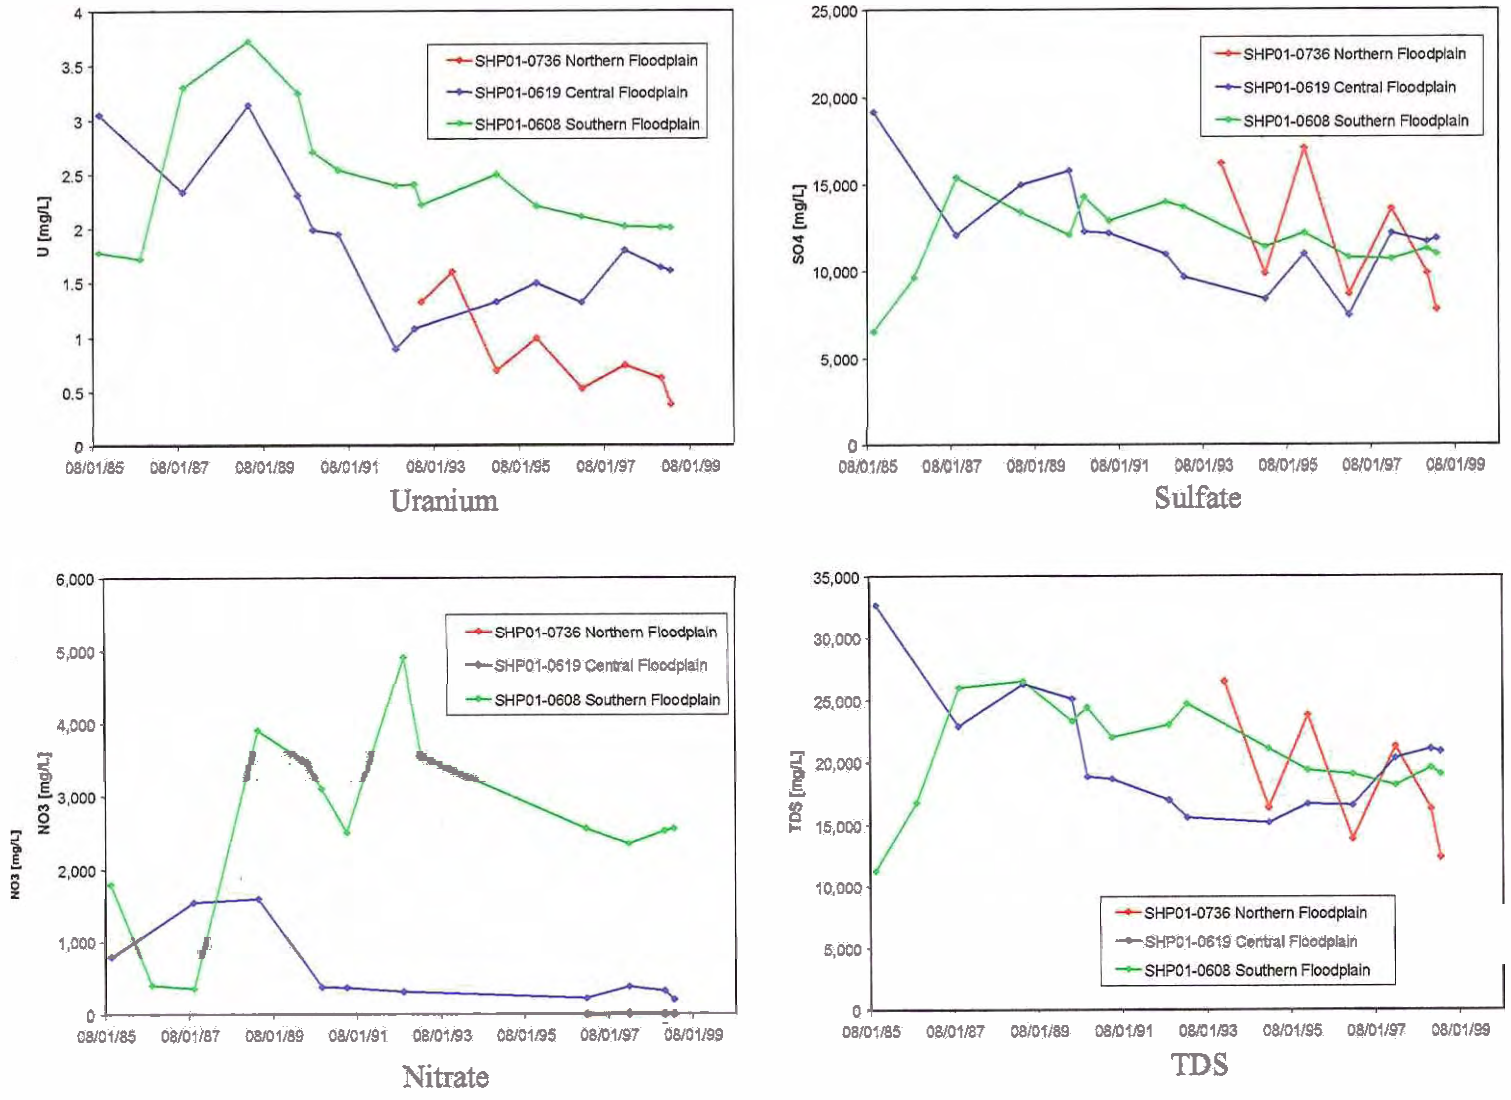 4
3.5
3
2.5
2
1.5
1
0.5
0
U [mg/L]
SHP01-0736 Northern Floodplain
SHP01-0619 Central Floodplain
SHP01-0608 Southern Floodplain
08/01/85 08/01/87 08/01/89 08/01/91 08/01/93 08/01/95 08/01/97 08/01/99
Uranium
25,000
20,000
15,000
10,000
5,000
0
SO4 [mg/L]
SHP01-0736 Northern Floodplain
SHP01-0619 Central Floodplain
SHP01-0608 Southern Floodplain
08/01/85 08/01/87 08/01/89 08/01/91 08/01/93 08/01/95 08/01/97 08/01/99
Sulfate
6,000
5,000
4,000
3,000
2,000
1,000
0
NO3 [mg/L]
NO3 [mg/L]
SHP01-0736 Northern Floodplain
SHP01-0619 Central Floodplain
SHP01-0608 Southern Floodplain
08/01/85 08/01/87 08/01/89 08/01/91 08/01/93 08/01/95 08/01/97 08/01/99
Nitrate
35,000
30,000
25,000
20,000
15,000
10,000
5,000
0
TDS [mg/L]
SHP01-0736 Northern Floodplain
SHP01-0619 Central Floodplain
SHP01-0608 Southern Floodplain
08/01/85 08/01/87 08/01/89 08/01/91 08/01/93 08/01/95 08/01/97 08/01/99
TDS